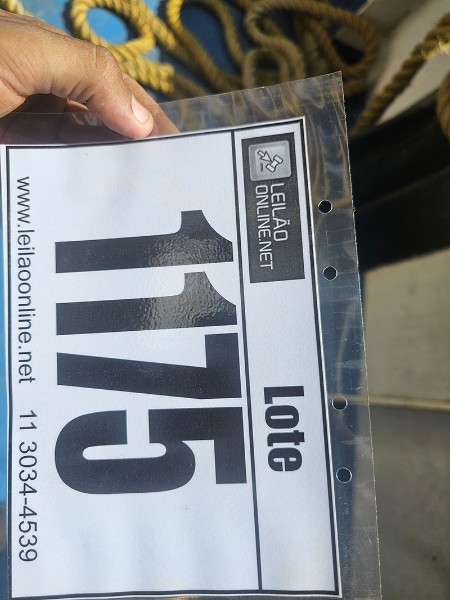 LEILÃO
ONLINE.NET
Lote
1175
www.leilaoonline.net 11 3034-4539